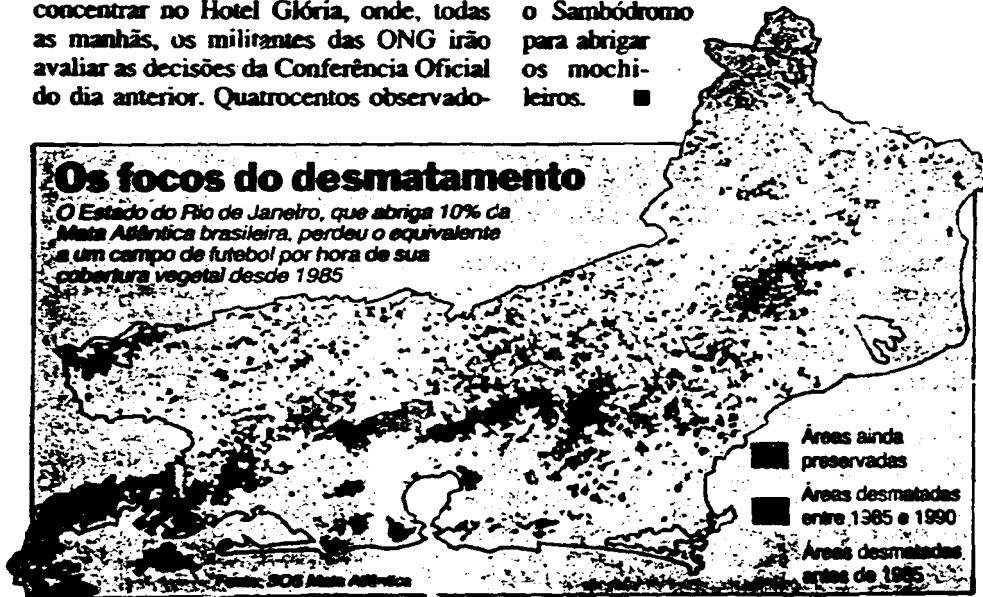 concentrar no Hotel Glória, onde, todas
as manhãs, os militantes das ONG irão
avaliar as decisões da Conferência Oficial
do dia anterior. Quatrocentos observado-
o Sambódromo
para abrigar
os mochi-
leiros.
Os focos do desmatamento
O Estado do Rio de Janeiro, que abriga 10% da
Mata Atlântica brasileira, perdeu o equivalente
a um campo de futebol por hora de sua
cobertura vegetal desde 1985
Áreas ainda
preservadas
Áreas desmatadas
entre 1985 e 1990
Áreas desmatadas
antes de 1985
Fonte: SOS Mata Atlântica